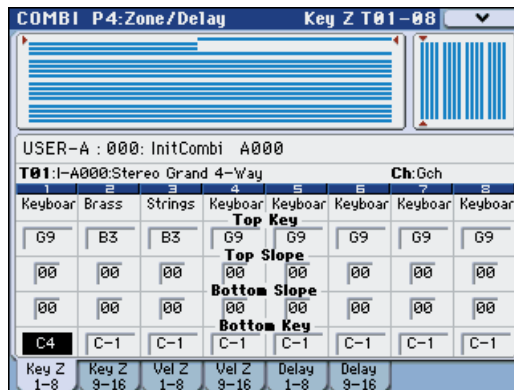 COMBI P4:Zone/Delay Key Z T01-08
USER-A : 000: InitCombi A000
T01:I-A000:Stereo Grand 4-Way Ch:Gch
1 2 3 4 5 6 7 8
Keyboar Brass Strings Keyboar Keyboar Keyboar Keyboar Keyboar
Top Key
G9 B3 B3 G9 G9 G9 G9 G9
Top Slope
00 00 00 00 00 00 00 00
Bottom Slope
00 00 00 00 00 00 00 00
Bottom Key
C4 C-1 C-1 C-1 C-1 C-1 C-1 C-1
Key Z Key Z Vel Z Vel Z Delay Delay
1-8 9-16 1-8 9-16 1-8 9-16